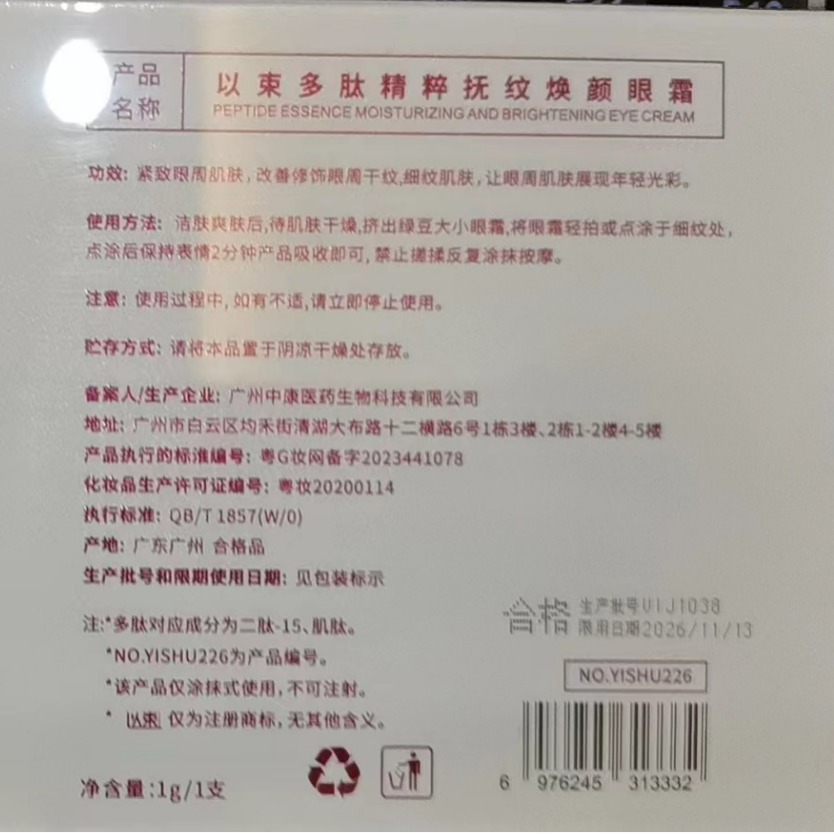 产品
名称
以束多肽精粹抚纹焕颜眼霜
PEPTIDE ESSENCE MOISTURIZING AND BRIGHTENING EYE CREAM
功效: 紧致眼周肌肤, 改善修饰眼周干纹,细纹肌肤, 让眼周肌肤展现年轻光彩。
使用方法: 洁肤爽肤后,待肌肤干燥,挤出绿豆大小眼霜,将眼霜轻拍或点涂于细纹处,
点涂后保持表情2分钟产品吸收即可, 禁止搓揉反复涂抹按摩。
注意: 使用过程中, 如有不适,请立即停止使用。
贮存方式: 请将本品置于阴凉干燥处存放。
备案人/生产企业: 广州中康医药生物科技有限公司
地址: 广州市白云区均禾街清湖大布路十二横路6号1栋3楼、2栋1-2楼4-5楼
产品执行的标准编号: 粤G妆网备字2023441078
化妆品生产许可证编号: 粤妆20200114
执行标准: QB/T 1857(W/0)
产地: 广东广州 合格品
生产批号和限期使用日期: 见包装标示
合格
生产批号UIJ1038
限用日期2026/11/13
注:*多肽对应成分为二肽-15、肌肽。
*NO.YISHU226为产品编号。
*该产品仅涂抹式使用, 不可注射。
* 以束 仅为注册商标, 无其他含义。
NO.YISHU226
净含量:1g/1支
6 976245 313332